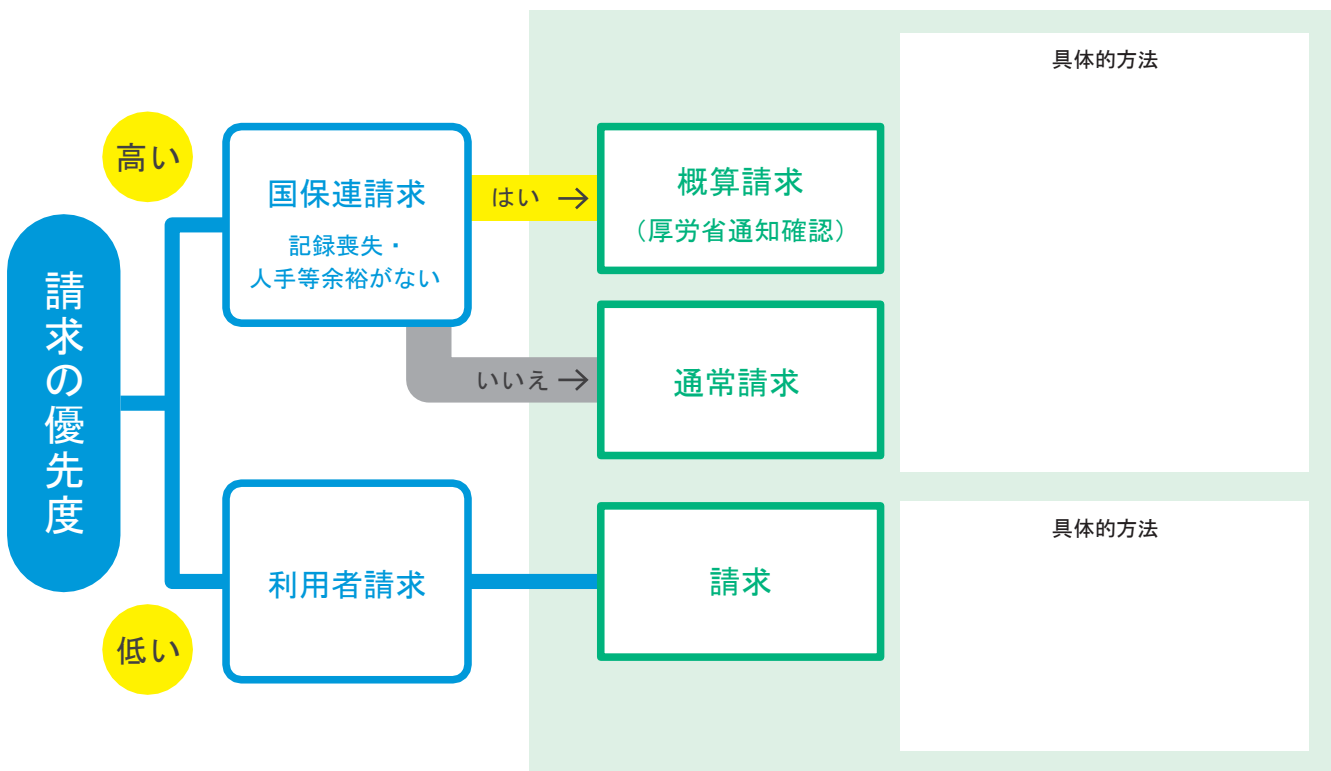 請求の優先度
高い
国保連請求
記録喪失・
人手等余裕がない
はい →
概算請求
（厚労省通知確認）
いいえ →
通常請求
具体的方法
低い
利用者請求
請求
具体的方法